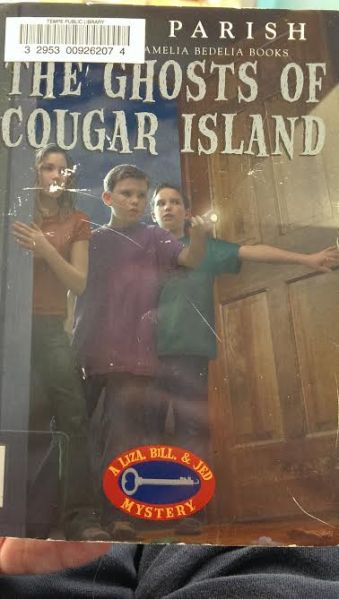 TEMPE PUBLIC LIBRARY
3 2953 00926207 4
PARISH
AMELIA BEDELIA BOOKS
THE GHOSTS OF
COUGAR ISLAND
A LIZA, BILL, & JED
MYSTERY